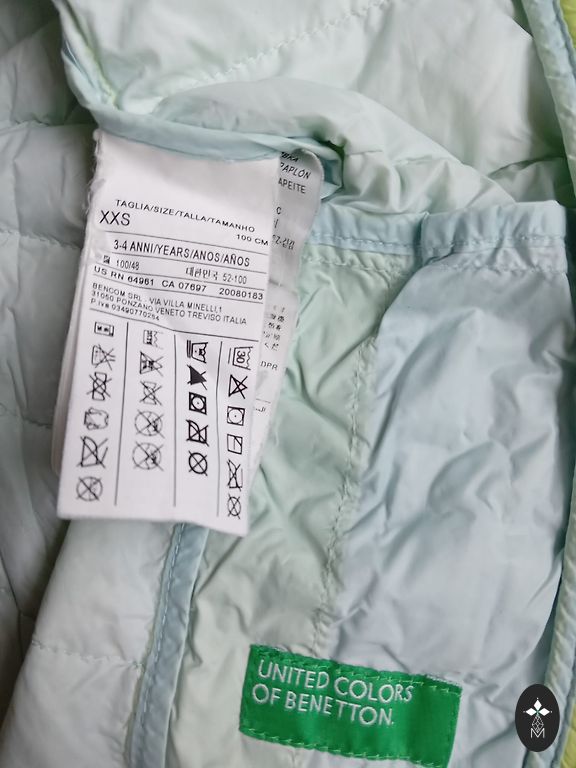 TAGLIA/SIZE/TALLA/TAMANHO
XXS
100 CM
3-4 ANNI/YEARS/ANOS/AÑOS
100/48 대한민국 52-100
US RN 64961 CA 07697 20080183
BENCOM SRL. VIA VILLA MINELLI,1
31050 PONZANO VENETO TREVISO ITALIA
P.IVA 03490770264
30
APEITE
UNITED COLORS
OF BENETTON.